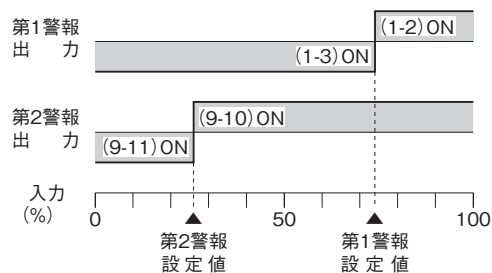 第1警報
出　力
(1-2)ON
(1-3)ON
第2警報
出　力
(9-10)ON
(9-11)ON
入力
(%)
0
50
100
第2警報
設定値
第1警報
設定値